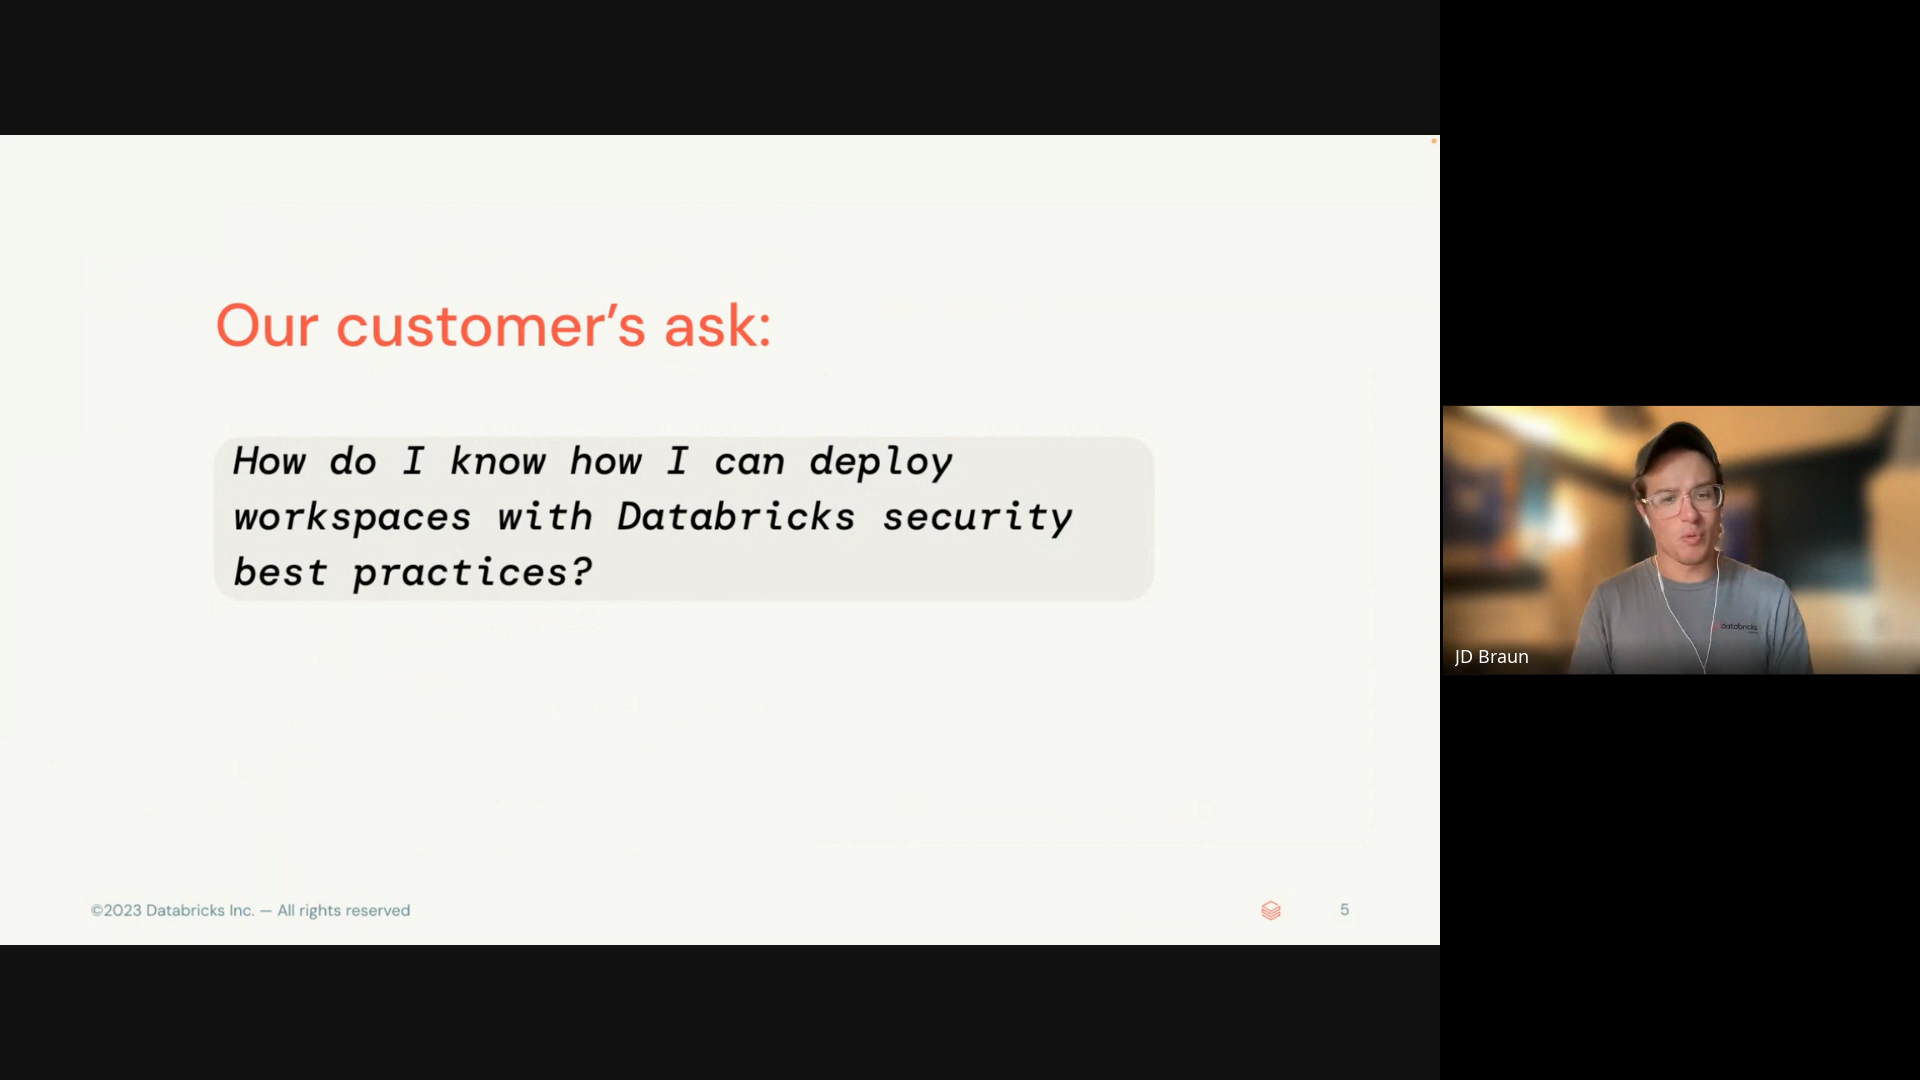 Our customer’s ask:
How do I know how I can deploy
workspaces with Databricks security
best practices?
©2023 Databricks Inc. — All rights reserved
5
databricks
JD Braun